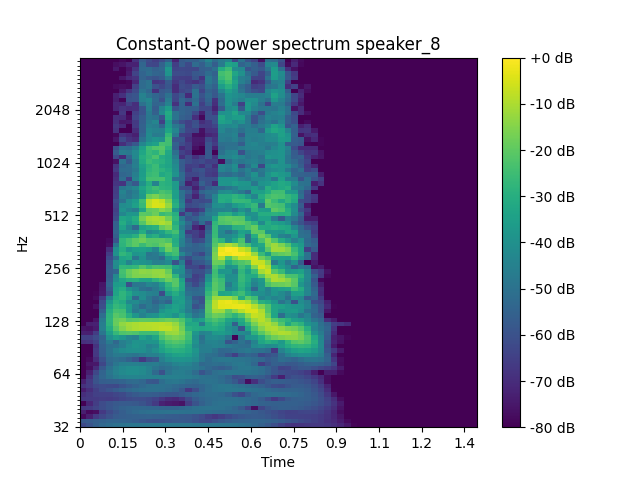 Constant-Q power spectrum speaker_8
Hz
2048
1024
512
256
128
64
32
0 0.15 0.3 0.45 0.6 0.75 0.9 1.1 1.2 1.4
Time
+0 dB
-10 dB
-20 dB
-30 dB
-40 dB
-50 dB
-60 dB
-70 dB
-80 dB